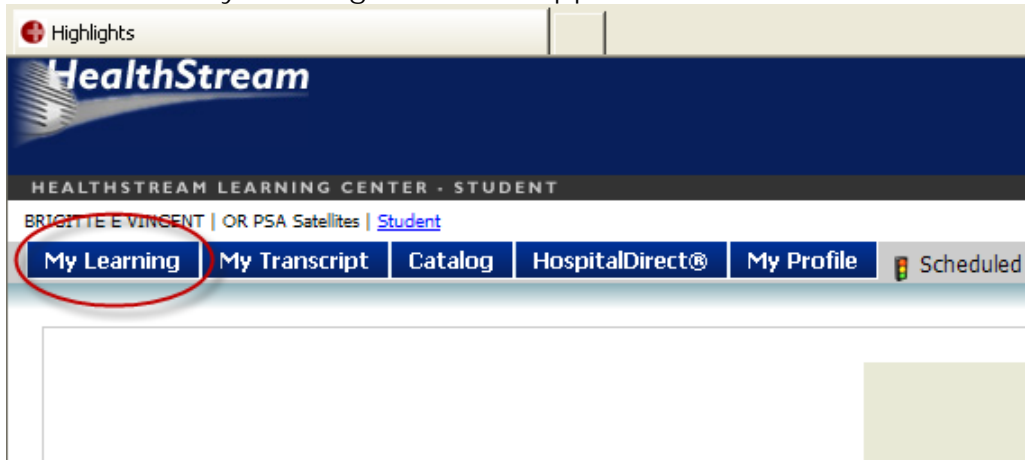 Highlights
HealthStream
HEALTHSTREAM LEARNING CENTER - STUDENT
BRIGITTE E VINCENT | OR PSA Satellites | Student
My Learning My Transcript Catalog HospitalDirect® My Profile Scheduled